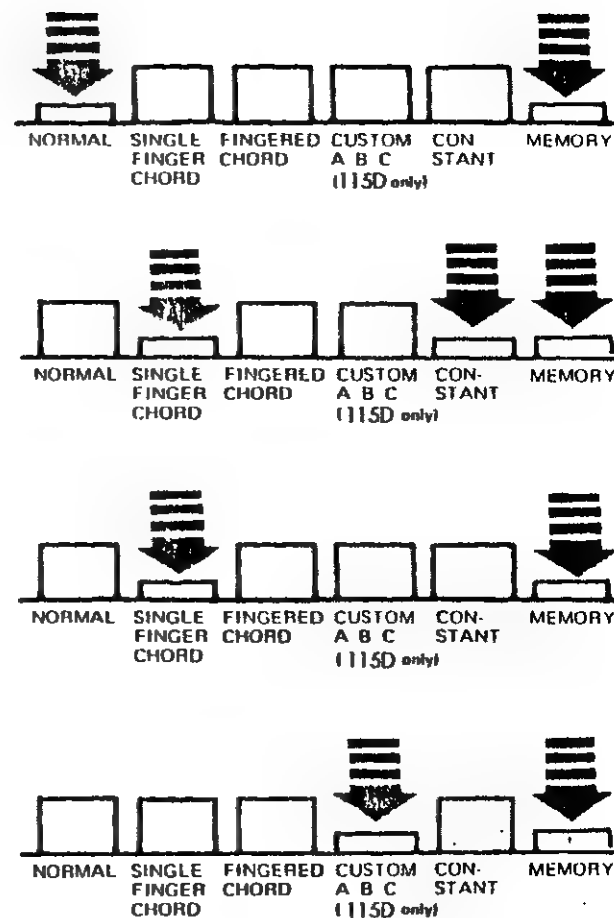 NORMAL SINGLE FINGERED CUSTOM CON MEMORY
FINGER CHORD A B C STANT
CHORD (115D only)
NORMAL SINGLE FINGERED CUSTOM CON- MEMORY
FINGER CHORD A B C STANT
CHORD (115D only)
NORMAL SINGLE FINGERED CUSTOM CON- MEMORY
FINGER CHORD A B C STANT
CHORD (115D only)
NORMAL SINGLE FINGERED CUSTOM CON- MEMORY
FINGER CHORD A B C STANT
CHORD (115D only)